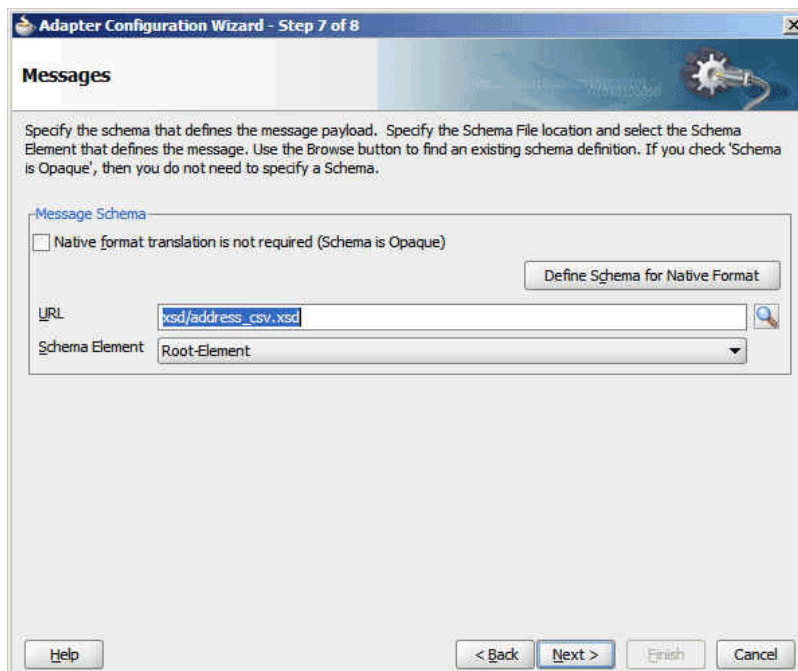 Adapter Configuration Wizard - Step 7 of 8
Messages
Specify the schema that defines the message payload.  Specify the Schema File location and select the Schema
Element that defines the message. Use the Browse button to find an existing schema definition. If you check 'Schema
is Opaque', then you do not need to specify a Schema.
Message Schema
Native format translation is not required (Schema is Opaque)
Define Schema for Native Format
URL
xsd/address_csv.xsd
Schema Element
Root-Element
Help
< Back
Next >
Finish
Cancel